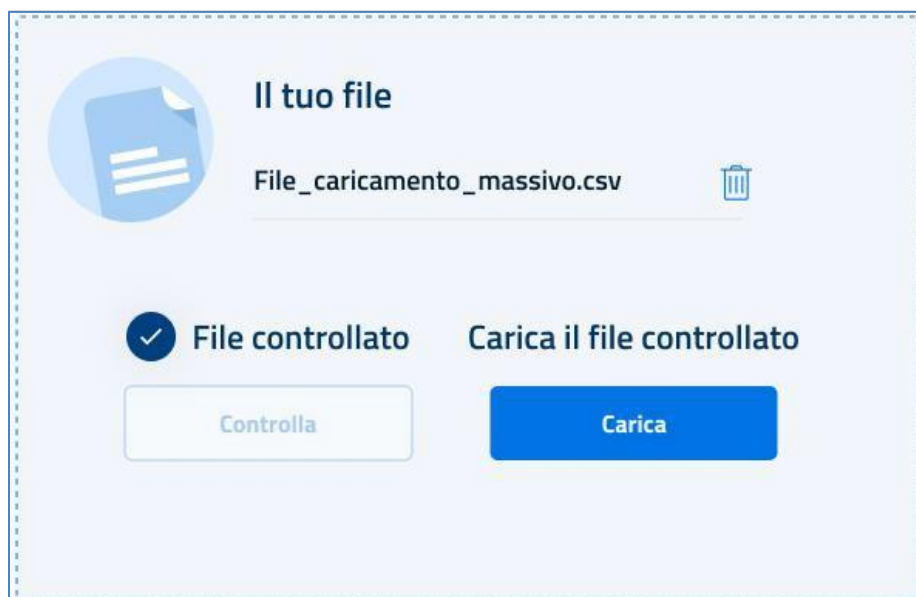 Il tuo file
File_caricamento_massivo.csv
File controllato
Carica il file controllato
Controlla
Carica